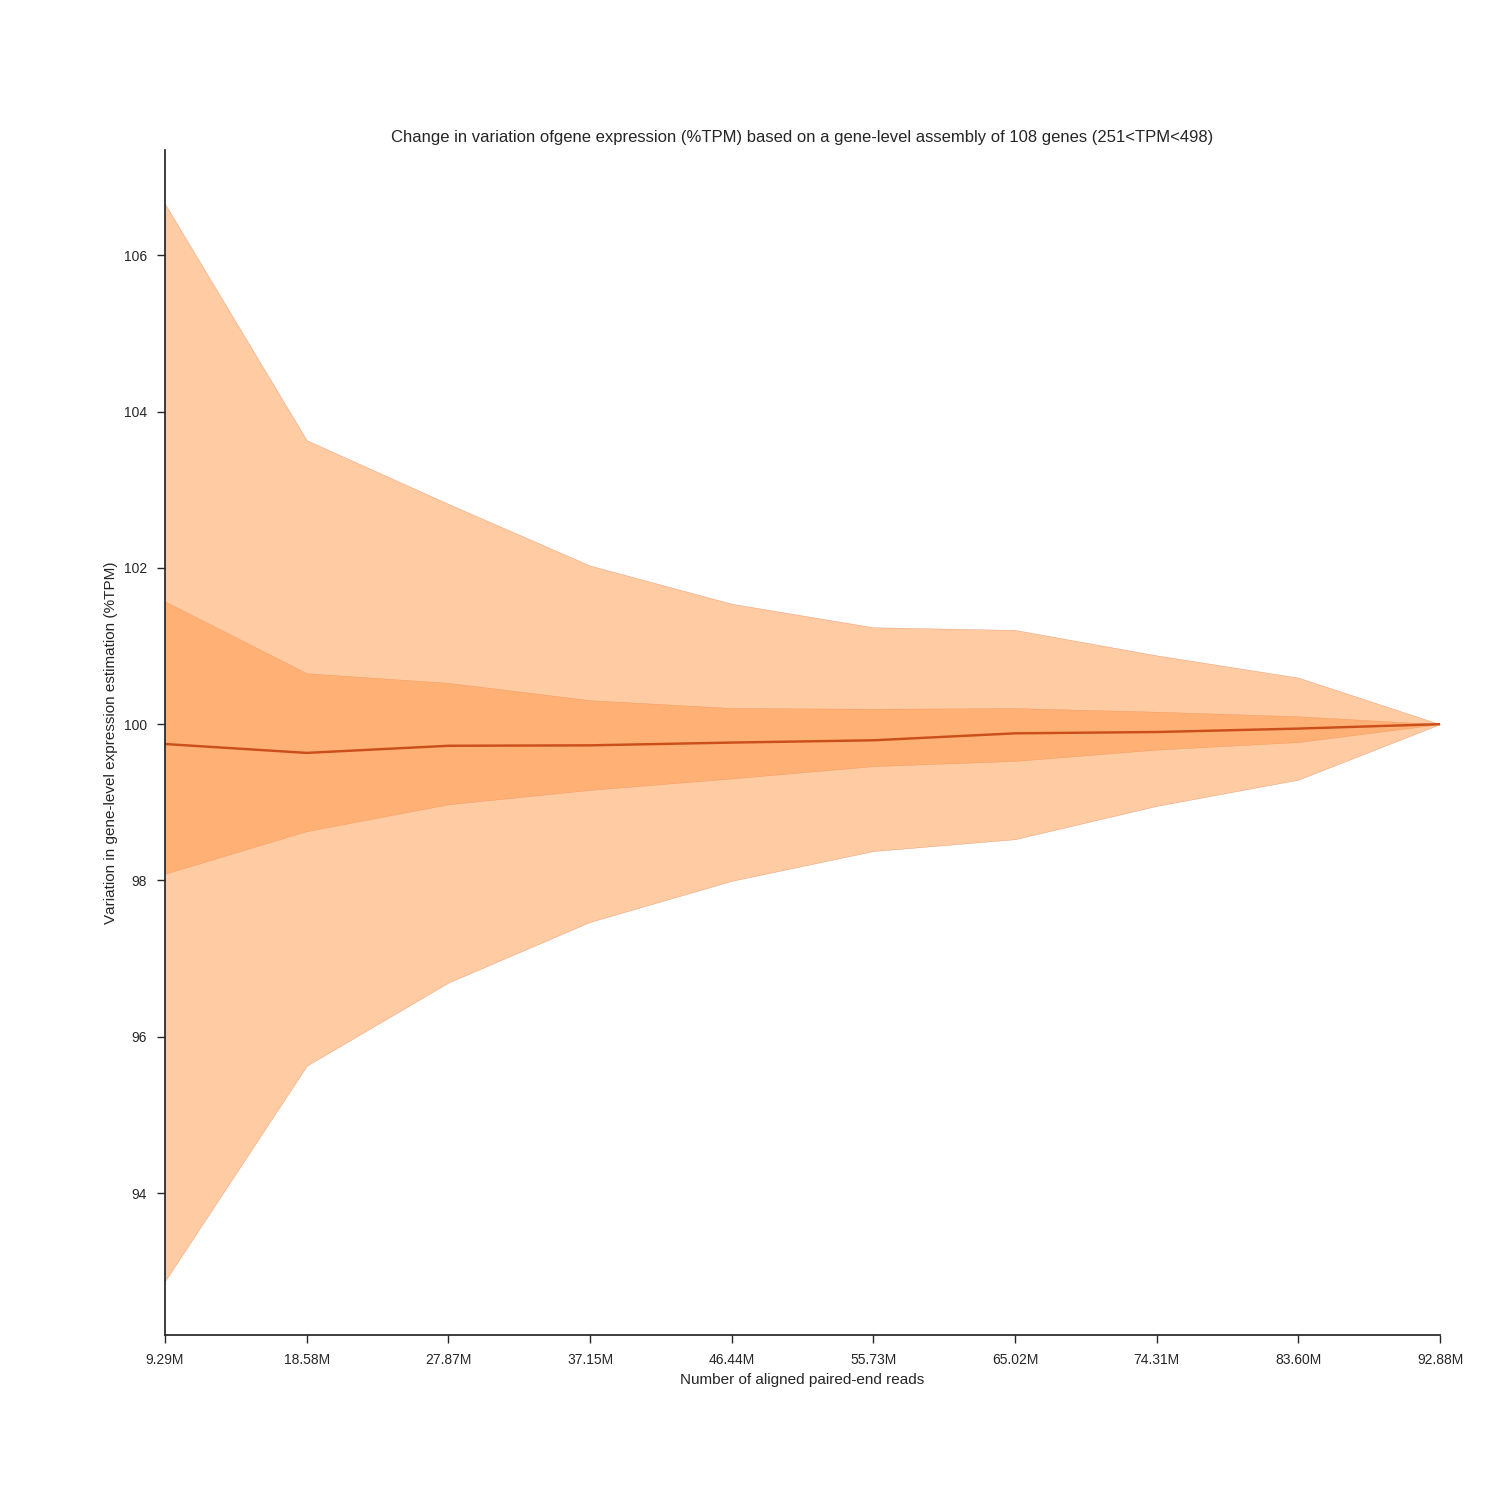 Change in variation ofgene expression (%TPM) based on a gene-level assembly of 108 genes (251<TPM<498)
106
104
102
100
98
96
94
Variation in gene-level expression estimation (%TPM)
9.29M 18.58M 27.87M 37.15M 46.44M 55.73M 65.02M 74.31M 83.60M 92.88M
Number of aligned paired-end reads